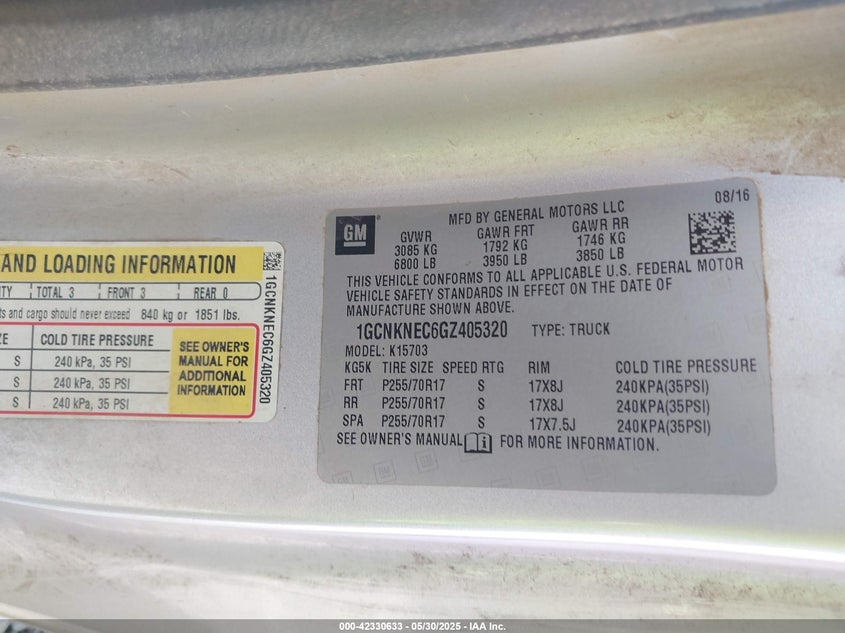 AND LOADING INFORMATION
TOTAL 3 FRONT 3 REAR 0
and cargo should never exceed 840 kg or 1851 lbs.
COLD TIRE PRESSURE
S 240 kPa, 35 PSI
S 240 kPa, 35 PSI
S 240 kPa, 35 PSI
SEE OWNER'S
MANUAL FOR
ADDITIONAL
INFORMATION
1GCNKNEC6GZ405320
GM
MFD BY GENERAL MOTORS LLC
08/16
GVWR GAWR FRT GAWR RR
3085 KG 1792 KG 1746 KG
6800 LB 3950 LB 3850 LB
THIS VEHICLE CONFORMS TO ALL APPLICABLE U.S. FEDERAL MOTOR
VEHICLE SAFETY STANDARDS IN EFFECT ON THE DATE OF
MANUFACTURE SHOWN ABOVE.
1GCNKNEC6GZ405320 TYPE: TRUCK
MODEL: K15703
KG5K TIRE SIZE SPEED RTG RIM COLD TIRE PRESSURE
FRT P255/70R17 S 17X8J 240KPA(35PSI)
RR P255/70R17 S 17X8J 240KPA(35PSI)
SPA P255/70R17 S 17X7.5J 240KPA(35PSI)
SEE OWNER'S MANUAL FOR MORE INFORMATION.
000-42330633 - 05/30/2025 - IAA Inc.